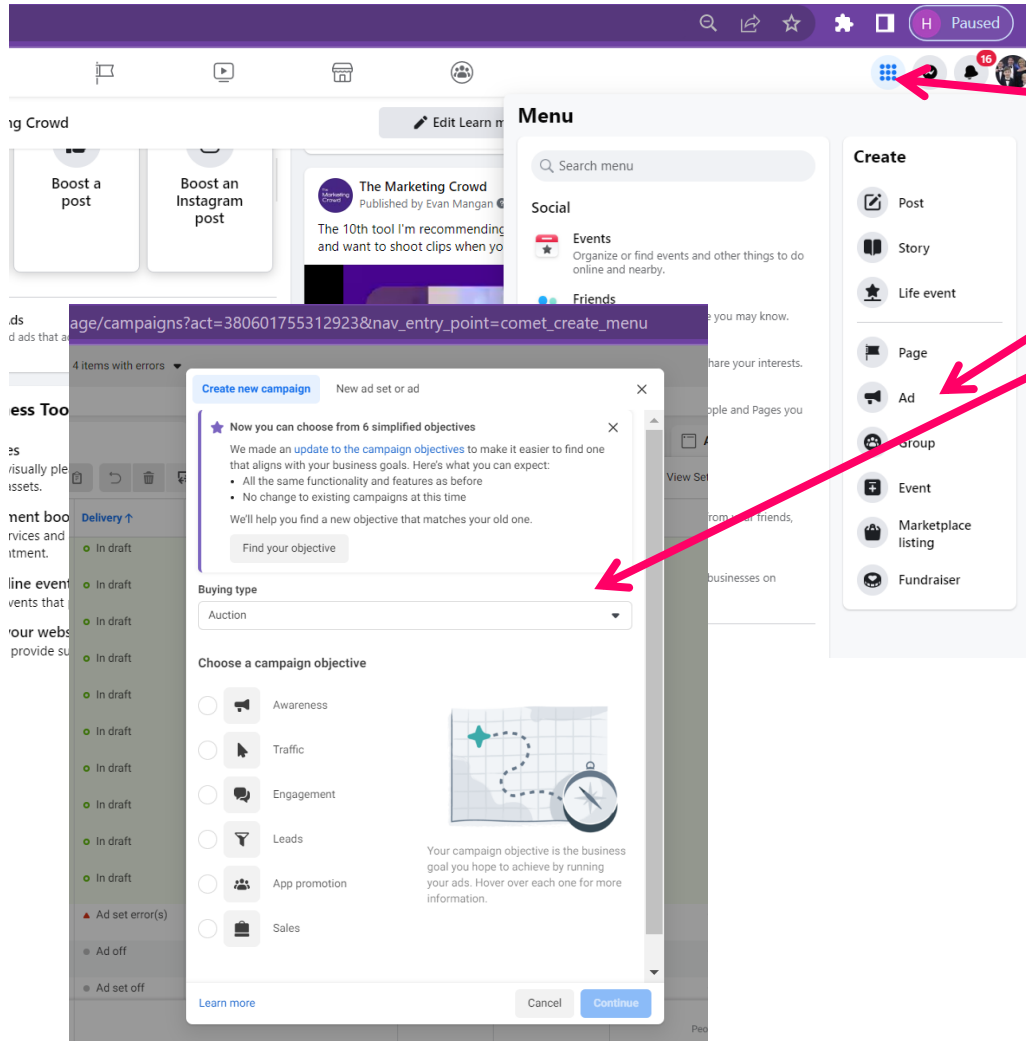 H Paused
16
ng Crowd
Edit Learn m
Boost a
post
Boost an
Instagram
post
The Marketing Crowd
Published by Evan Mangan
The 10th tool I'm recommending
and want to shoot clips when yo
Menu
Search menu
Social
Events
Organize or find events and other things to do
online and nearby.
Friends
e you may know.
hare your interests.
ople and Pages you
from your friends,
businesses on
Create
Post
Story
Life event
Page
Ad
Group
Event
Marketplace
listing
Fundraiser
ds
d ads that a
ess Too
es
visually ple
assets.
ment boo
rvices and
ntment.
line event
vents that
your webs
provide su
age/campaigns?act=380601755312923&nav_entry_point=comet_create_menu
4 items with errors
View Set
Delivery ↑
In draft
In draft
In draft
In draft
In draft
In draft
In draft
In draft
In draft
In draft
Ad set error(s)
Ad off
Ad set off
Peo
Create new campaign New ad set or ad
Now you can choose from 6 simplified objectives
We made an update to the campaign objectives to make it easier to find one
that aligns with your business goals. Here's what you can expect:
• All the same functionality and features as before
• No change to existing campaigns at this time
We'll help you find a new objective that matches your old one.
Find your objective
Buying type
Auction
Choose a campaign objective
Awareness
Traffic
Engagement
Leads
App promotion
Sales
Your campaign objective is the business
goal you hope to achieve by running
your ads. Hover over each one for more
information.
Learn more
Cancel
Continue